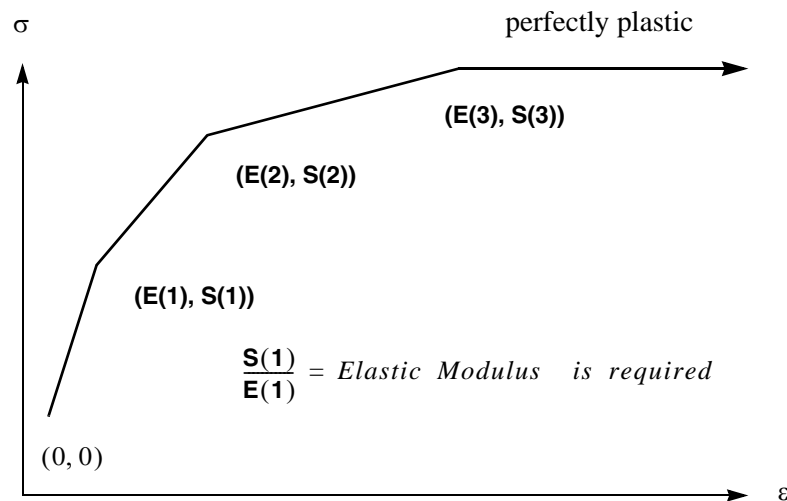 σ
perfectly plastic
(E(3), S(3))
(E(2), S(2))
(E(1), S(1))
S(1)
E(1)
= Elastic Modulus is required
(0, 0)
ε